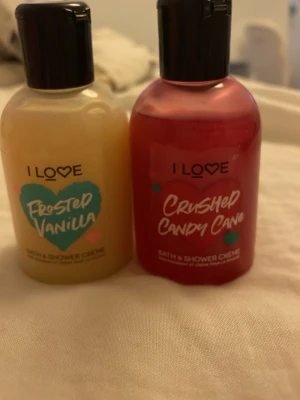 I LOVE
FROSTED
VANILLA
BATH & SHOWER CRÈME
I LOVE
CRUSHED
CANDY CANE
BATH & SHOWER CRÈME